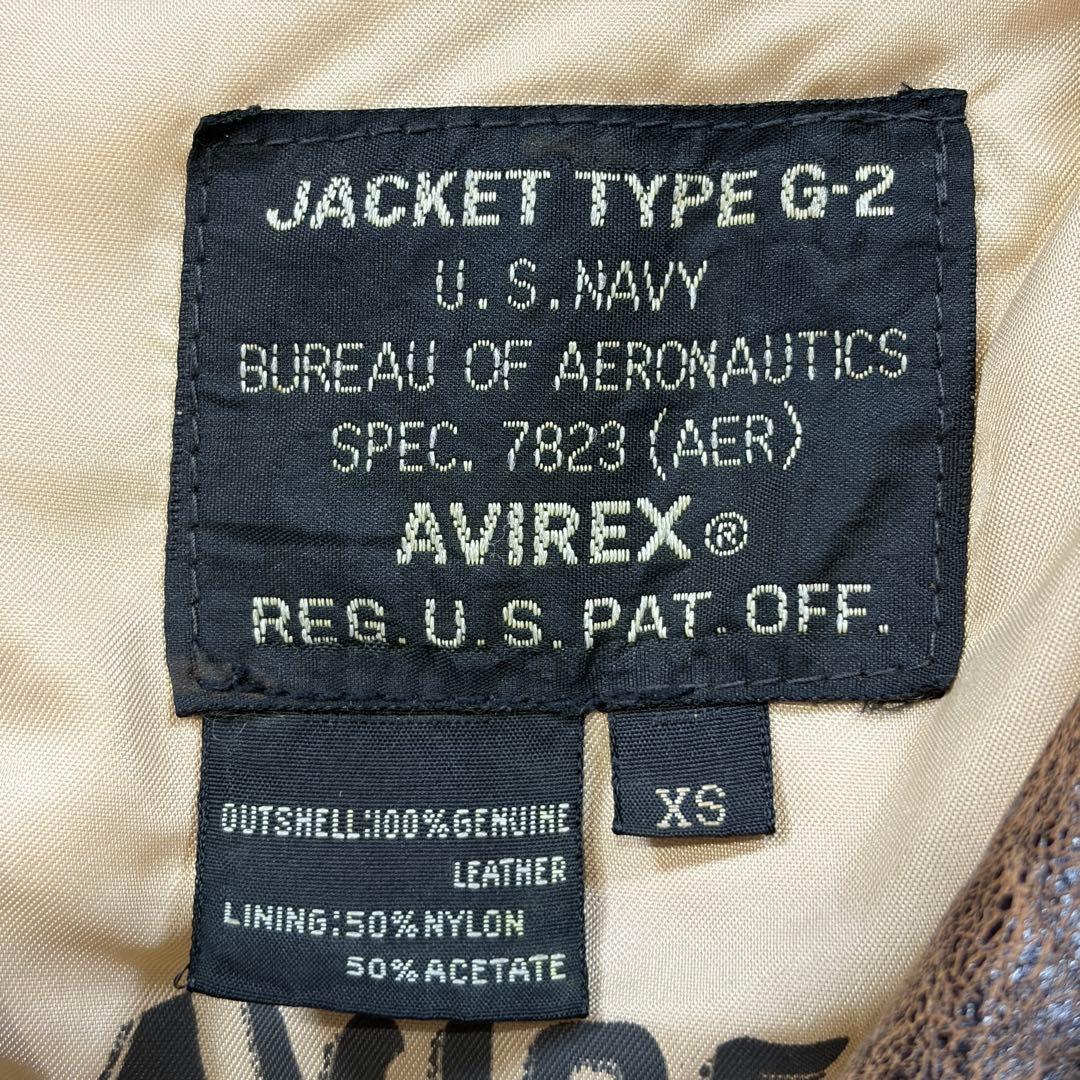 JACKET TYPE G-2
U.S. NAVY
BUREAU OF AERONAUTICS
SPEC. 7823 (AER)
AVIREX®
REG. U.S. PAT. OFF.
OUTSHELL:100%GENUINE
LEATHER
LINING:50%NYLON
50%ACETATE
XS